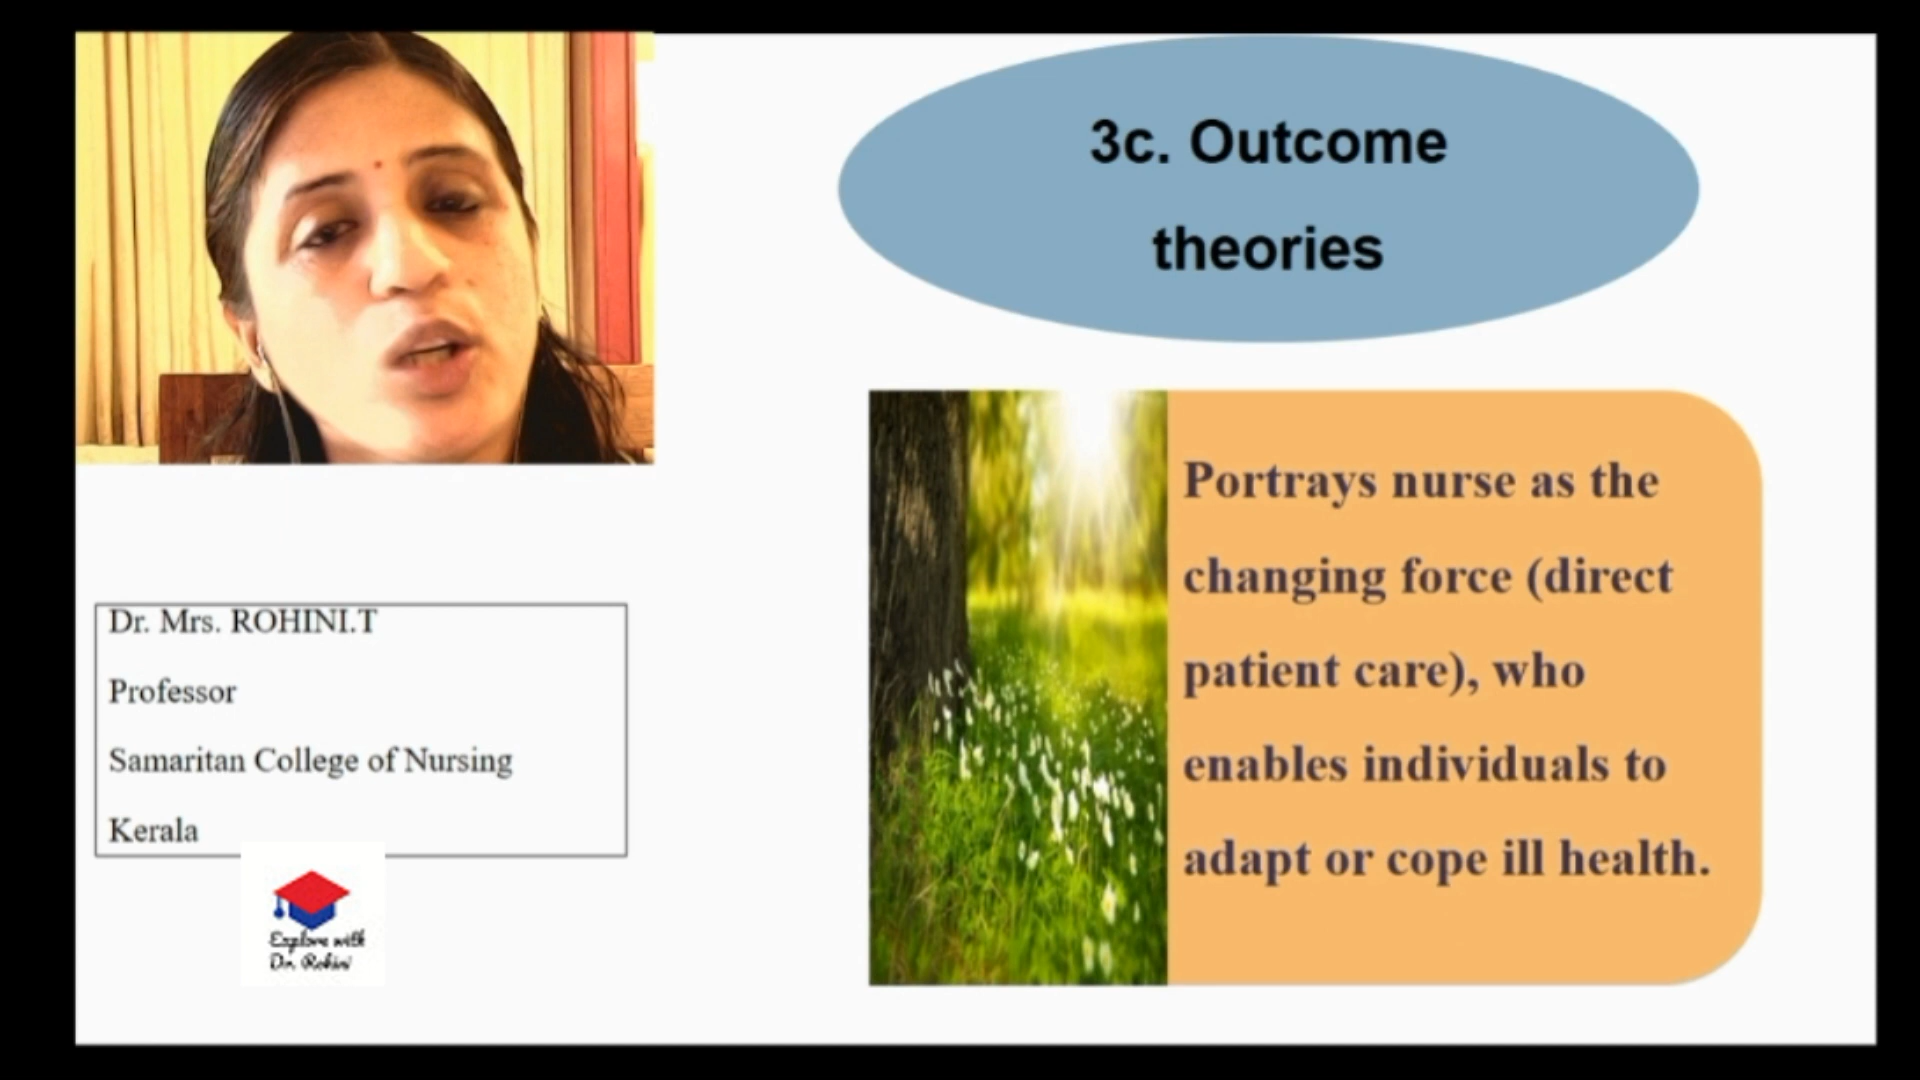 3c. Outcome
theories
Portrays nurse as the
changing force (direct
patient care), who
enables individuals to
adapt or cope ill health.
Dr. Mrs. ROHINI.T
Professor
Samaritan College of Nursing
Kerala
Explore with
Dr. Rohini